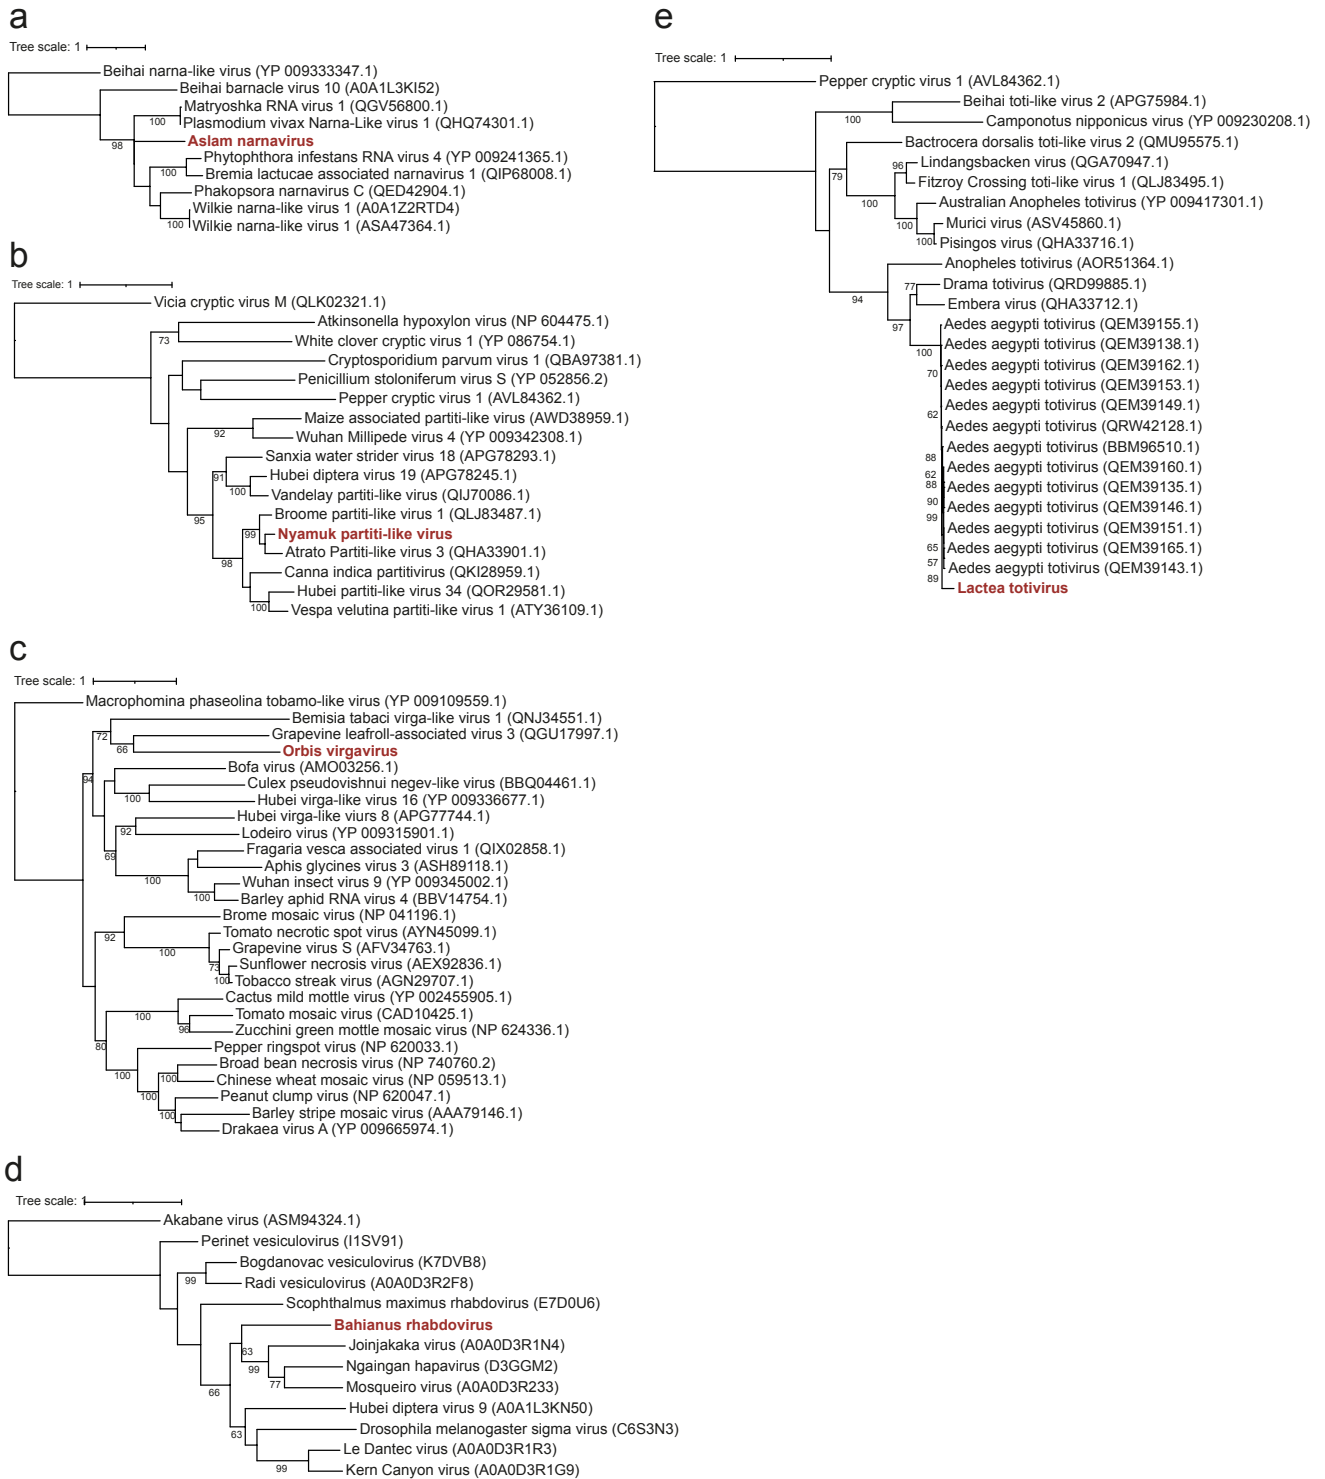 a
Tree scale: 1
Beihai narna-like virus (YP 009333347.1)
Beihai barnacle virus 10 (A0A1L3KI52)
Matryoshka RNA virus 1 (QGV56800.1)
100
Plasmodium vivax Narna-Like virus 1 (QHQ74301.1)
Aslam narnavirus
98
Phytophthora infestans RNA virus 4 (YP 009241365.1)
100
Bremia lactucae associated narnavirus 1 (QIP68008.1)
Phakopsora narnavirus C (QED42904.1)
Wilkie narna-like virus 1 (A0A1Z2RTD4)
100
Wilkie narna-like virus 1 (ASA47364.1)
b
Tree scale: 1
Vicia cryptic virus M (QLK02321.1)
Atkinsonella hypoxylon virus (NP 604475.1)
73
White clover cryptic virus 1 (YP 086754.1)
Cryptosporidium parvum virus 1 (QBA97381.1)
Penicillium stoloniferum virus S (YP 052856.2)
Pepper cryptic virus 1 (AVL84362.1)
Maize associated partiti-like virus (AWD38959.1)
92
Wuhan Millipede virus 4 (YP 009342308.1)
Sanxia water strider virus 18 (APG78293.1)
91
Hubei diptera virus 19 (APG78245.1)
100
Vandelay partiti-like virus (QIJ70086.1)
95
Broome partiti-like virus 1 (QLJ83487.1)
99
Nyamuk partiti-like virus
Atrato Partiti-like virus 3 (QHA33901.1)
98
Canna indica partitivirus (QKI28959.1)
Hubei partiti-like virus 34 (QOR29581.1)
100
Vespa velutina partiti-like virus 1 (ATY36109.1)
c
Tree scale: 1
Macrophomina phaseolina tobamo-like virus (YP 009109559.1)
Bemisia tabaci virga-like virus 1 (QNJ34551.1)
72
Grapevine leafroll-associated virus 3 (QGU17997.1)
66
Orbis virgavirus
Bofa virus (AMO03256.1)
94
Culex pseudovishnui negev-like virus (BBQ04461.1)
100
Hubei virga-like virus 16 (YP 009336677.1)
Hubei virga-like viurs 8 (APG77744.1)
92
Lodeiro virus (YP 009315901.1)
69
Fragaria vesca associated virus 1 (QIX02858.1)
Aphis glycines virus 3 (ASH89118.1)
100
Wuhan insect virus 9 (YP 009345002.1)
100
Barley aphid RNA virus 4 (BBV14754.1)
Brome mosaic virus (NP 041196.1)
92
Tomato necrotic spot virus (AYN45099.1)
100
Grapevine virus S (AFV34763.1)
73
Sunflower necrosis virus (AEX92836.1)
100
Tobacco streak virus (AGN29707.1)
Cactus mild mottle virus (YP 002455905.1)
100
Tomato mosaic virus (CAD10425.1)
96
Zucchini green mottle mosaic virus (NP 624336.1)
80
Pepper ringspot virus (NP 620033.1)
100
Broad bean necrosis virus (NP 740760.2)
100
Chinese wheat mosaic virus (NP 059513.1)
100
Peanut clump virus (NP 620047.1)
100
Barley stripe mosaic virus (AAA79146.1)
Drakaea virus A (YP 009665974.1)
d
Tree scale: 1
Akabane virus (ASM94324.1)
Perinet vesiculovirus (I1SV91)
Bogdanovac vesiculovirus (K7DVB8)
99
Radi vesiculovirus (A0A0D3R2F8)
Scophthalmus maximus rhabdovirus (E7D0U6)
Bahianus rhabdovirus
63
Joinjakaka virus (A0A0D3R1N4)
99
Ngaingan hapavirus (D3GGM2)
77
Mosqueiro virus (A0A0D3R233)
66
Hubei diptera virus 9 (A0A1L3KN50)
63
Drosophila melanogaster sigma virus (C6S3N3)
Le Dantec virus (A0A0D3R1R3)
99
Kern Canyon virus (A0A0D3R1G9)
e
Tree scale: 1
Pepper cryptic virus 1 (AVL84362.1)
Beihai toti-like virus 2 (APG75984.1)
100
Camponotus nipponicus virus (YP 009230208.1)
Bactrocera dorsalis toti-like virus 2 (QMU95575.1)
96
Lindangsbacken virus (QGA70947.1)
79
Fitzroy Crossing toti-like virus 1 (QLJ83495.1)
100
Australian Anopheles totivirus (YP 009417301.1)
100
Murici virus (ASV45860.1)
100
Pisingos virus (QHA33716.1)
Anopheles totivirus (AOR51364.1)
77
Drama totivirus (QRD99885.1)
94
Embera virus (QHA33712.1)
97
Aedes aegypti totivirus (QEM39155.1)
Aedes aegypti totivirus (QEM39138.1)
100
Aedes aegypti totivirus (QEM39162.1)
70
Aedes aegypti totivirus (QEM39153.1)
Aedes aegypti totivirus (QEM39149.1)
62
Aedes aegypti totivirus (QRW42128.1)
Aedes aegypti totivirus (BBM96510.1)
88
Aedes aegypti totivirus (QEM39160.1)
62
88
Aedes aegypti totivirus (QEM39135.1)
90
Aedes aegypti totivirus (QEM39146.1)
99
Aedes aegypti totivirus (QEM39151.1)
65
Aedes aegypti totivirus (QEM39165.1)
57
Aedes aegypti totivirus (QEM39143.1)
89
Lactea totivirus